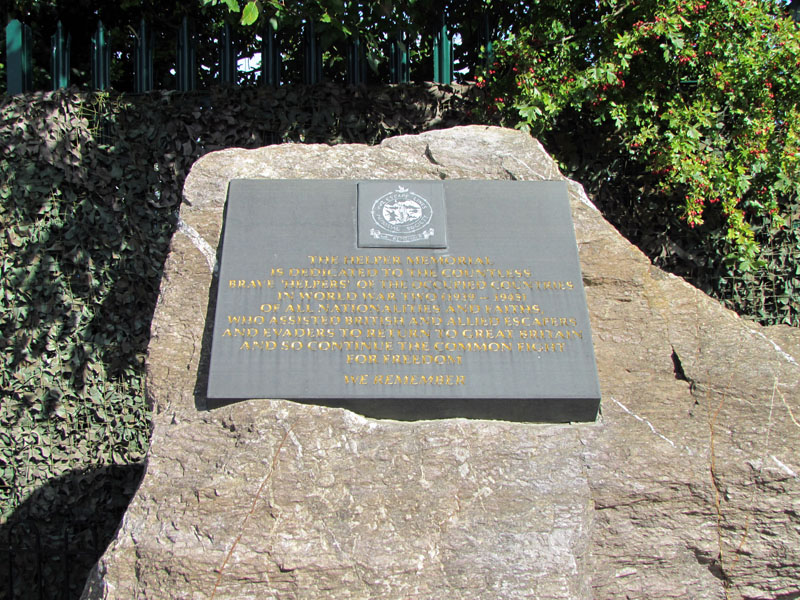 THE HELPER MEMORIAL
IS DEDICATED TO THE COUNTLESS
BRAVE 'HELPERS' OF THE OCCUPIED COUNTRIES
IN WORLD WAR TWO (1939 – 1945)
OF ALL NATIONALITIES AND FAITHS,
WHO ASSISTED BRITISH AND ALLIED ESCAPERS
AND EVADERS TO RETURN TO GREAT BRITAIN
AND SO CONTINUE THE COMMON FIGHT
FOR FREEDOM
WE REMEMBER